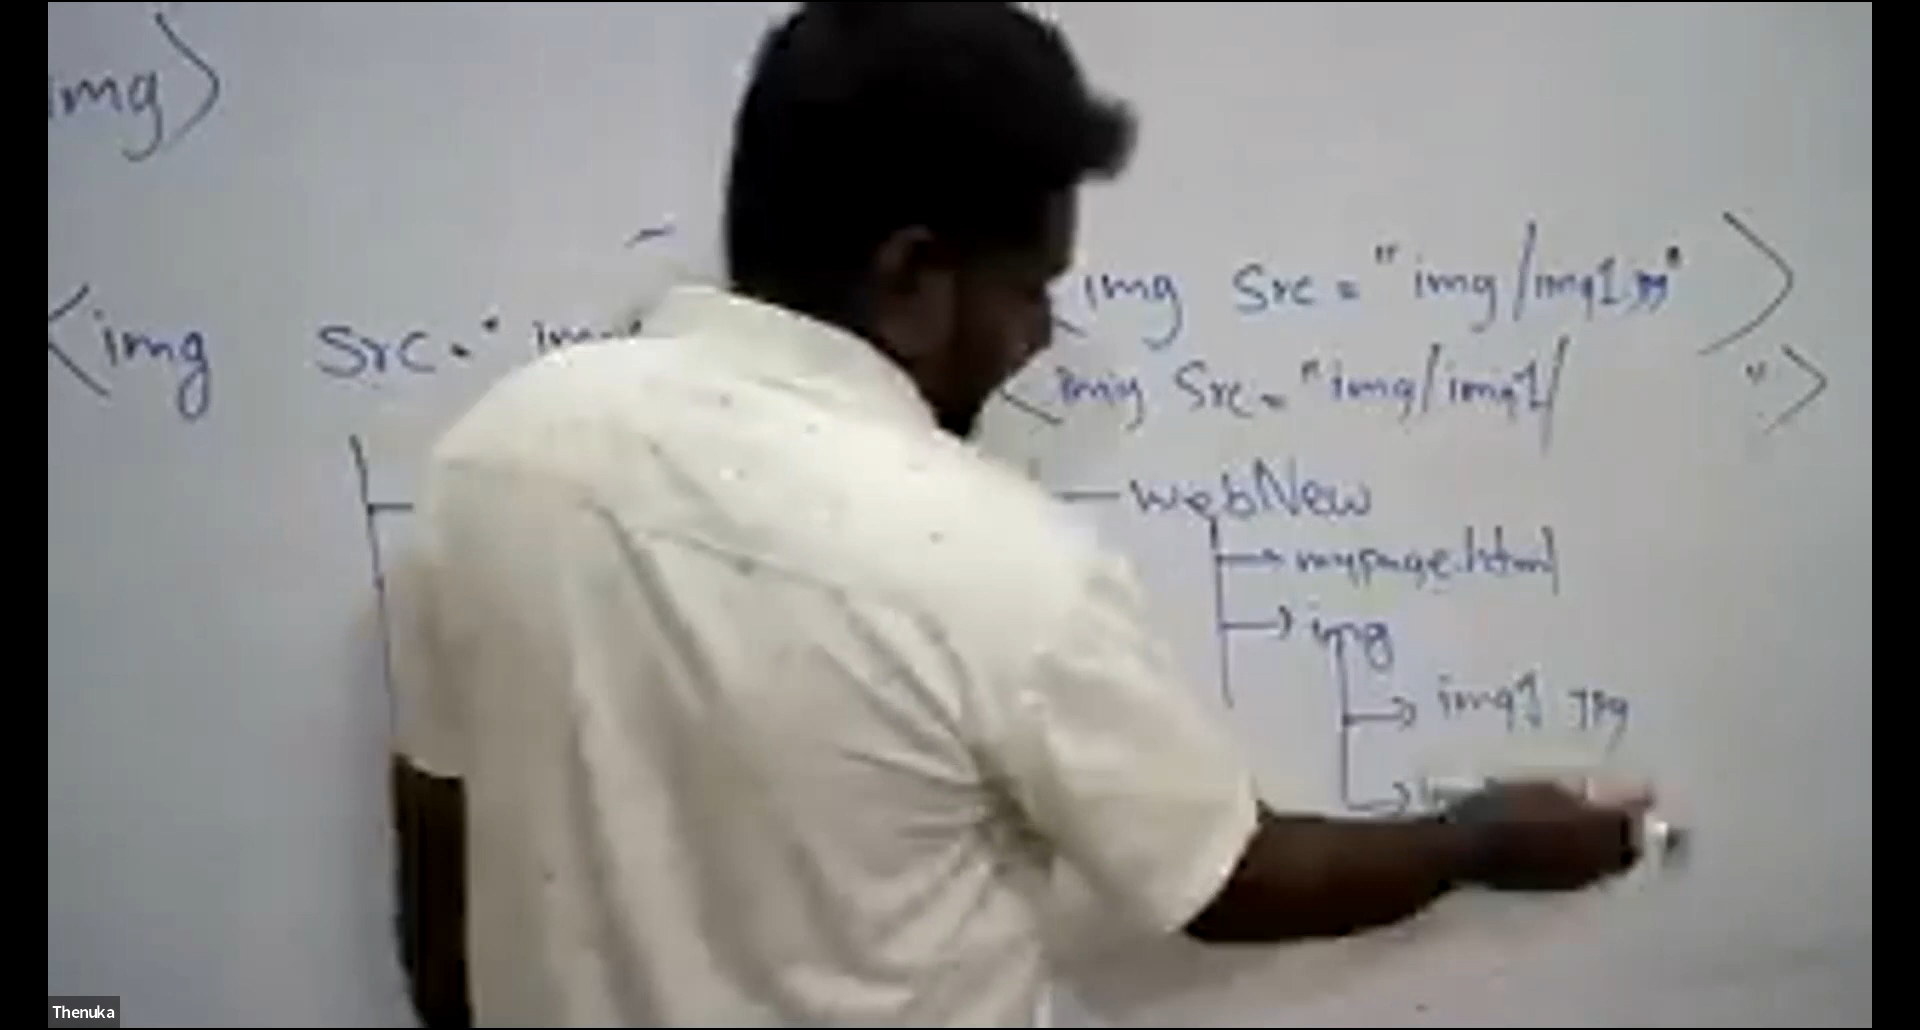 img>
<img src="img/img1.jpg">
<img src="
<img src="img/img1/ ">
webNew
mypage.html
img
img1 jpg
Thenuka